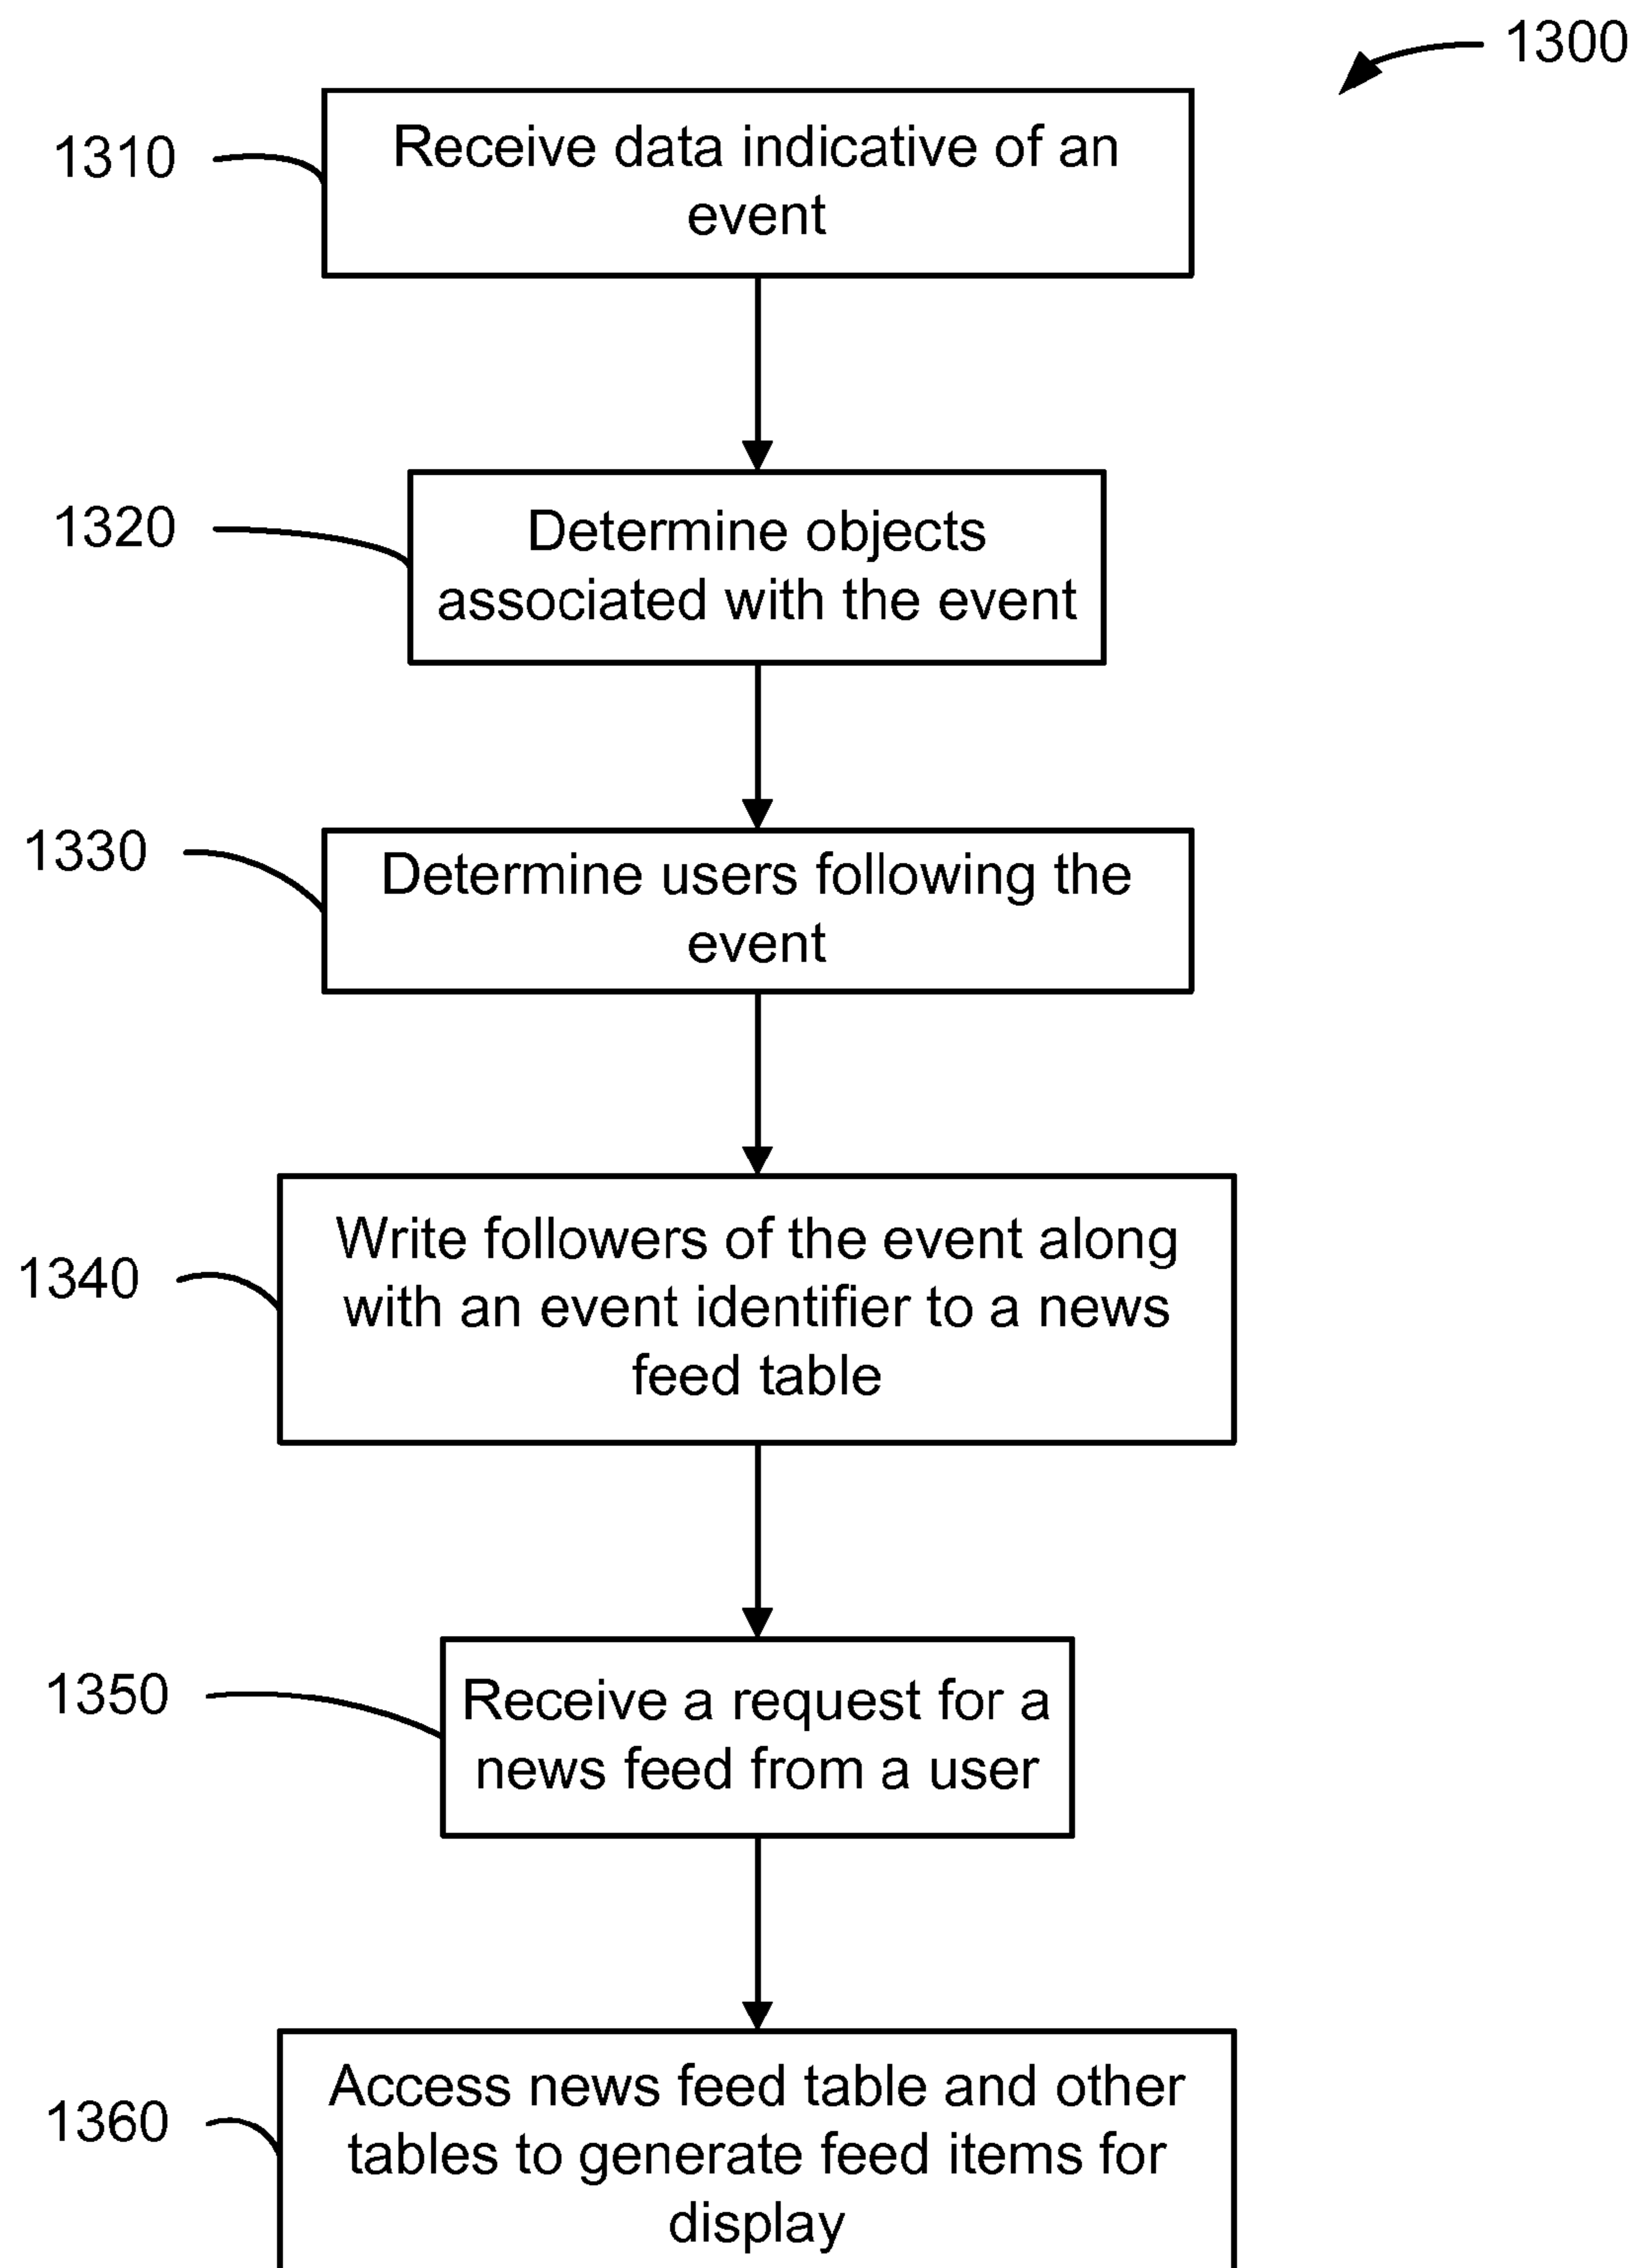 1300
1310
Receive data indicative of an
event
1320
Determine objects
associated with the event
1330
Determine users following the
event
1340
Write followers of the event along
with an event identifier to a news
feed table
1350
Receive a request for a
news feed from a user
1360
Access news feed table and other
tables to generate feed items for
display